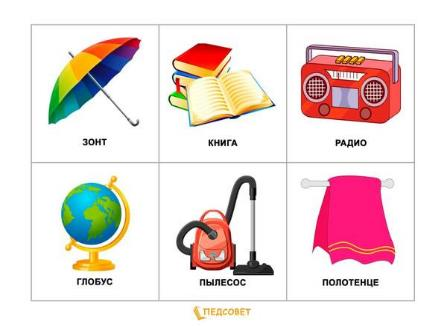 ЗОНТ
КНИГА
РАДИО
ГЛОБУС
ПЫЛЕСОС
ПОЛОТЕНЦЕ
ПЕДСОВЕТ